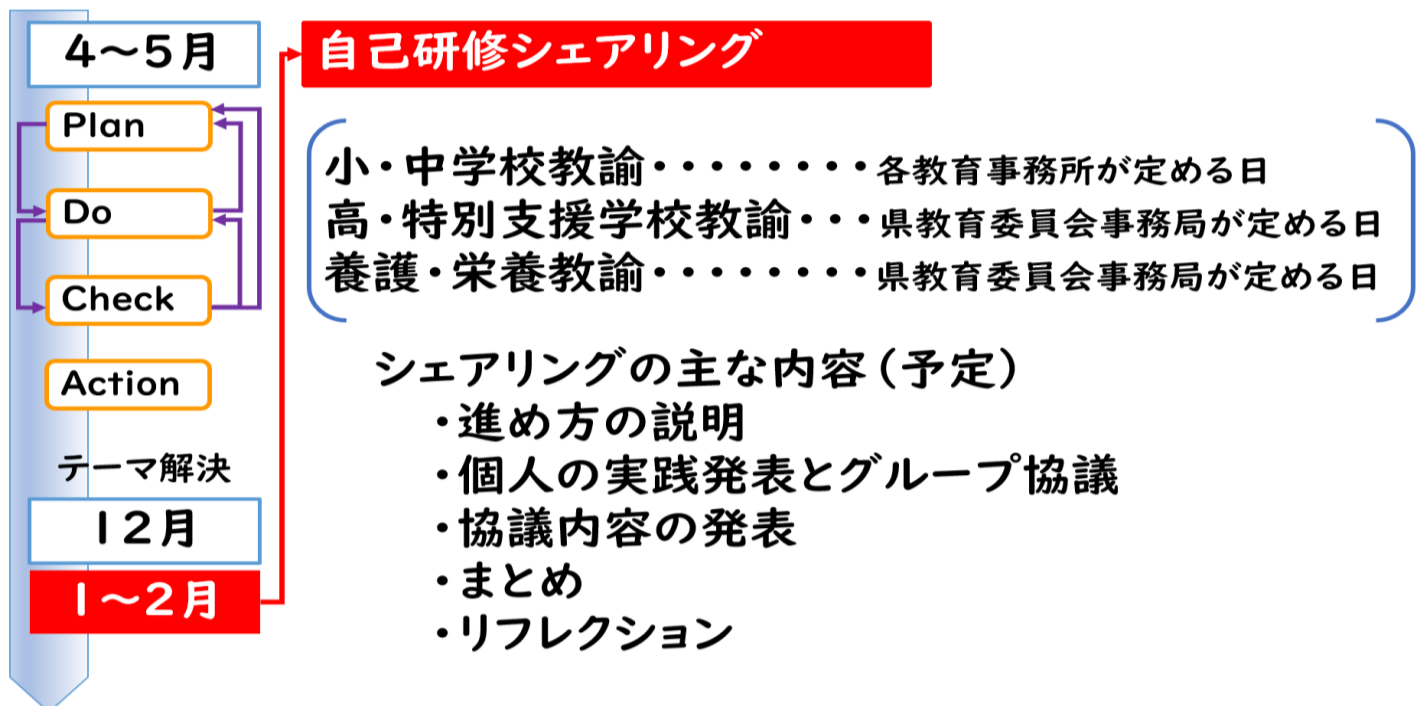 4～5月
Plan
Do
Check
Action
テーマ解決
12月
1～2月
自己研修シェアリング
小・中学校教諭・・・・・・・・各教育事務所が定める日
高・特別支援学校教諭・・・県教育委員会事務局が定める日
養護・栄養教諭・・・・・・・・県教育委員会事務局が定める日
シェアリングの主な内容（予定）
・進め方の説明
・個人の実践発表とグループ協議
・協議内容の発表
・まとめ
・リフレクション